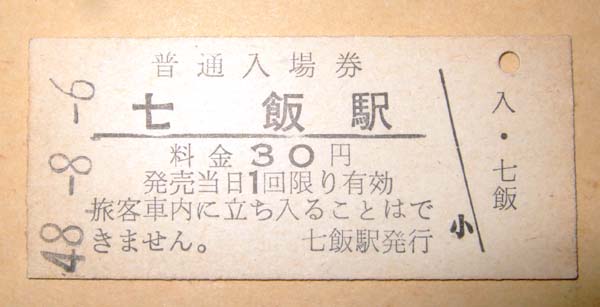 48-8-6
普通入場券
七飯駅
料金30円
発売当日1回限り有効
旅客車内に立ち入ることはで
きません。 七飯駅発行
小
入・七飯